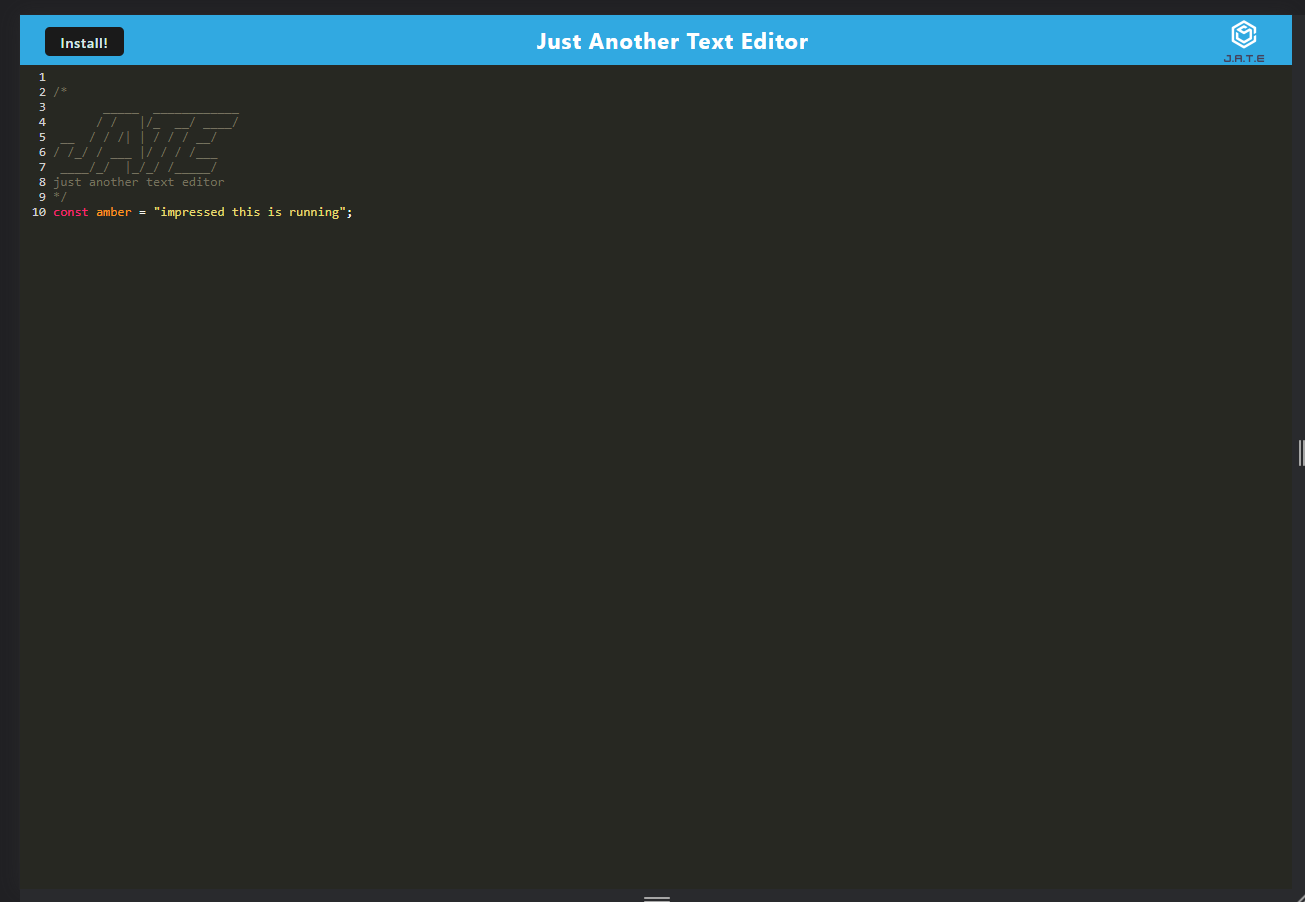 Install!
Just Another Text Editor
J.A.T.E
1
2 /*
3        _____  ____________
4       / /   |/_  __/ ____/
5  __  / / /| | / / / __/
6 / /_/ / ___ |/ / / /___
7  ____/_/  |_/_/ /_____/
8 just another text editor
9 */
10 const amber = "impressed this is running";